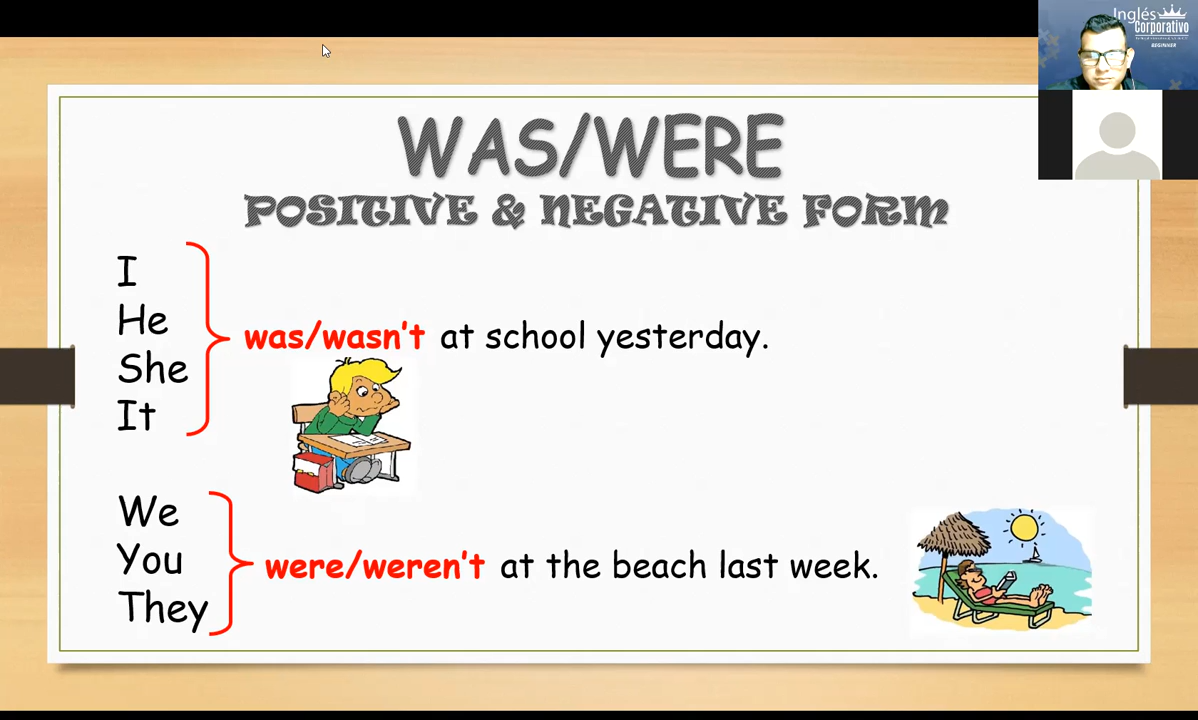 Inglés
Corporativo
BEGINNER
WAS/WERE
POSITIVE & NEGATIVE FORM
I
He
She
It
was/wasn't at school yesterday.
We
You
They
were/weren't at the beach last week.